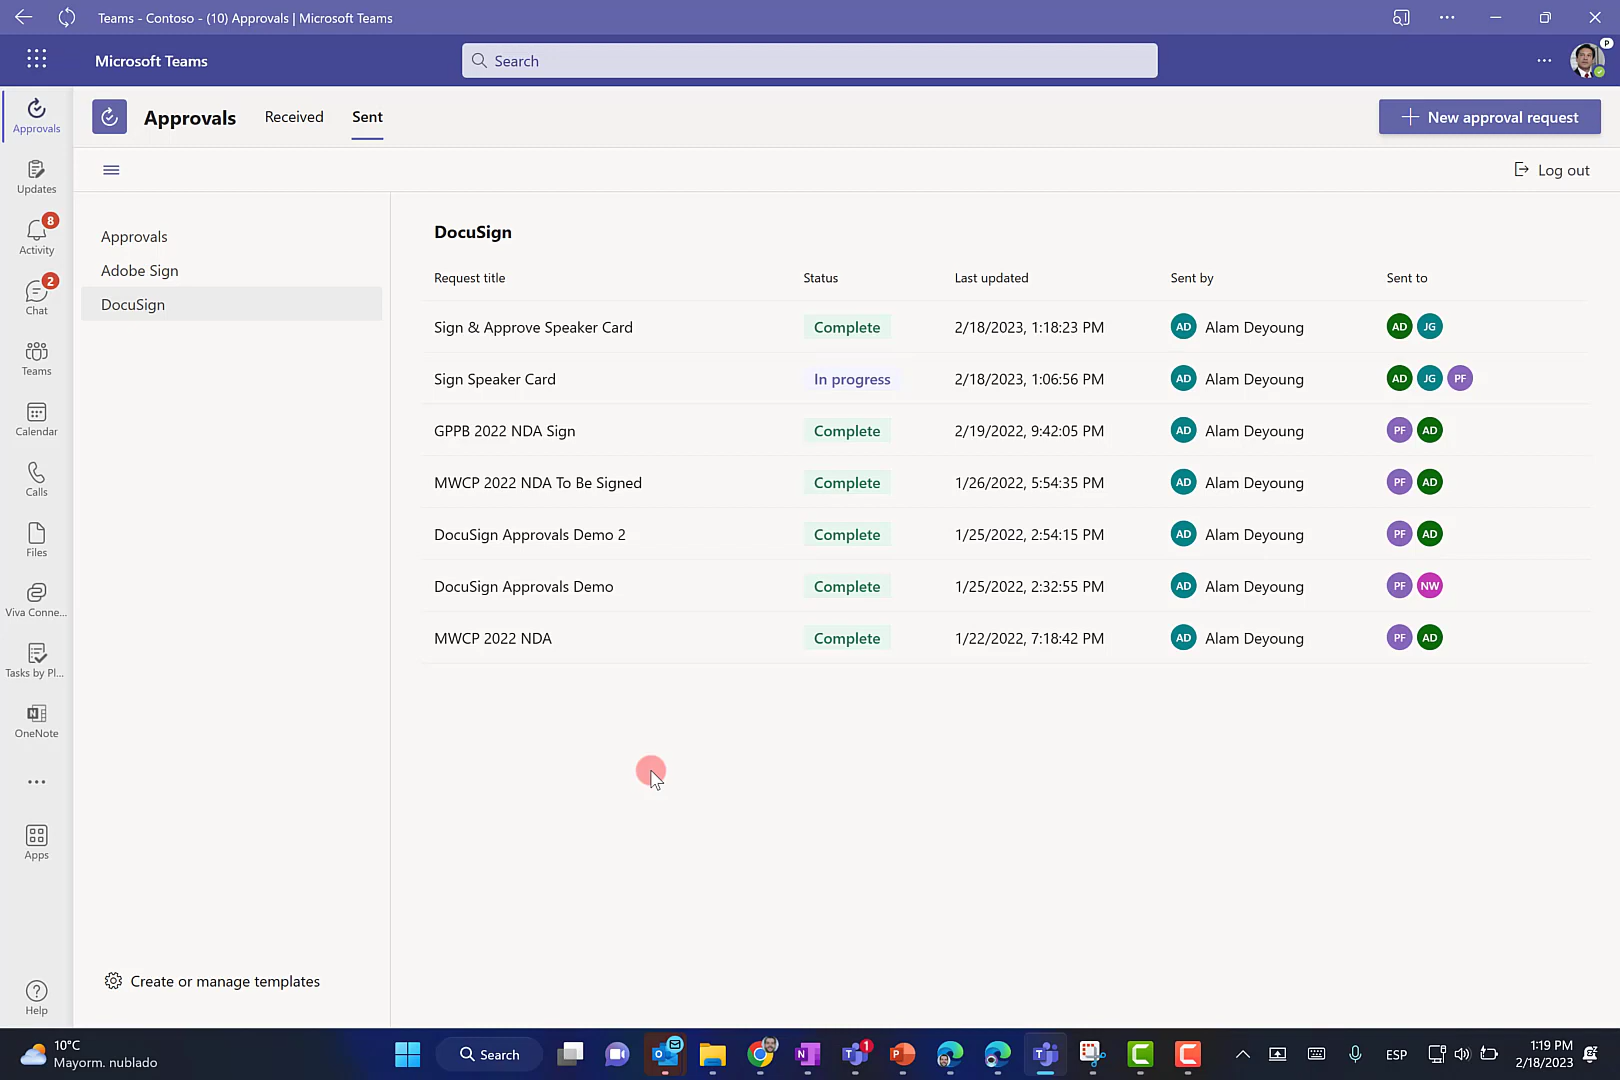 Teams - Contoso - (10) Approvals | Microsoft Teams
Microsoft Teams
Search
P
Approvals
Updates
8
Activity
2
Chat
Teams
Calendar
Calls
Files
Viva Conne...
Tasks by Pl...
OneNote
Apps
Help
Approvals Received Sent
New approval request
Log out
Approvals
Adobe Sign
DocuSign
Create or manage templates
DocuSign
Request title Status Last updated Sent by Sent to
Sign & Approve Speaker Card Complete 2/18/2023, 1:18:23 PM AD Alam Deyoung AD JG
Sign Speaker Card In progress 2/18/2023, 1:06:56 PM AD Alam Deyoung AD JG PF
GPPB 2022 NDA Sign Complete 2/19/2022, 9:42:05 PM AD Alam Deyoung PF AD
MWCP 2022 NDA To Be Signed Complete 1/26/2022, 5:54:35 PM AD Alam Deyoung PF AD
DocuSign Approvals Demo 2 Complete 1/25/2022, 2:54:15 PM AD Alam Deyoung PF AD
DocuSign Approvals Demo Complete 1/25/2022, 2:32:55 PM AD Alam Deyoung PF NW
MWCP 2022 NDA Complete 1/22/2022, 7:18:42 PM AD Alam Deyoung PF AD
10°C
Mayorm. nublado
Search
1
ESP
1:19 PM
2/18/2023